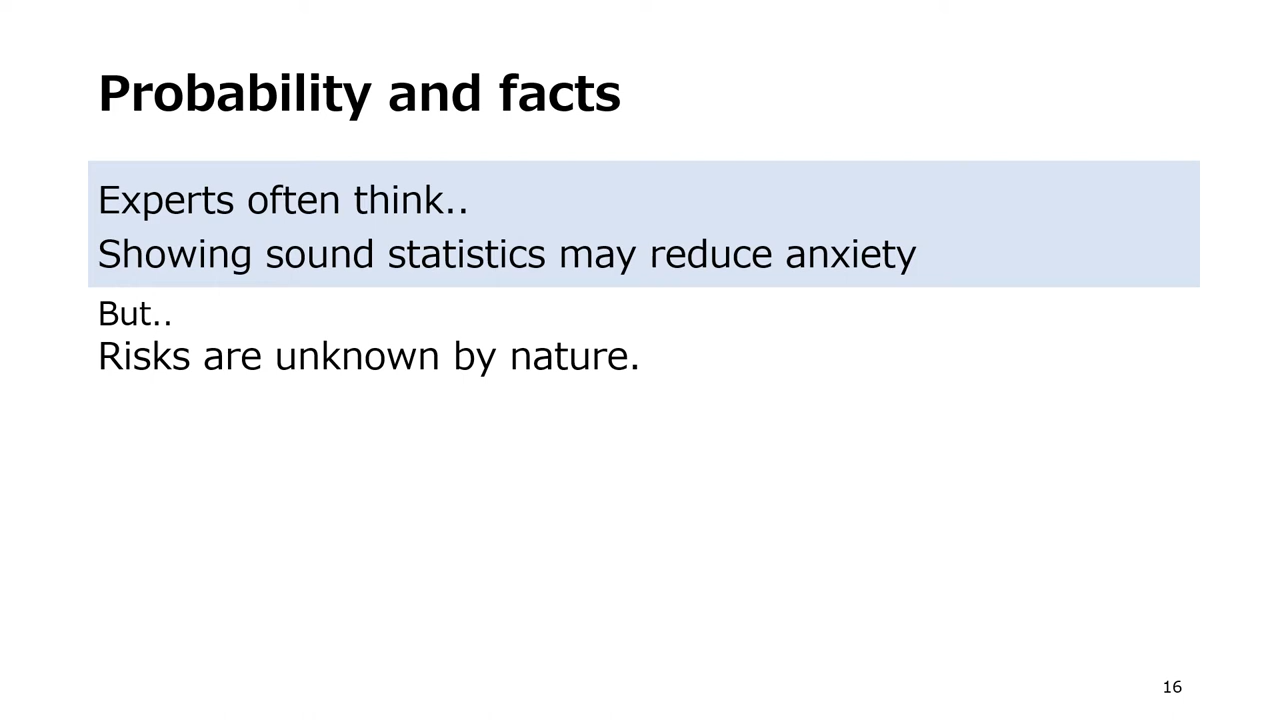 Probability and facts
Experts often think..
Showing sound statistics may reduce anxiety
But..
Risks are unknown by nature.
16